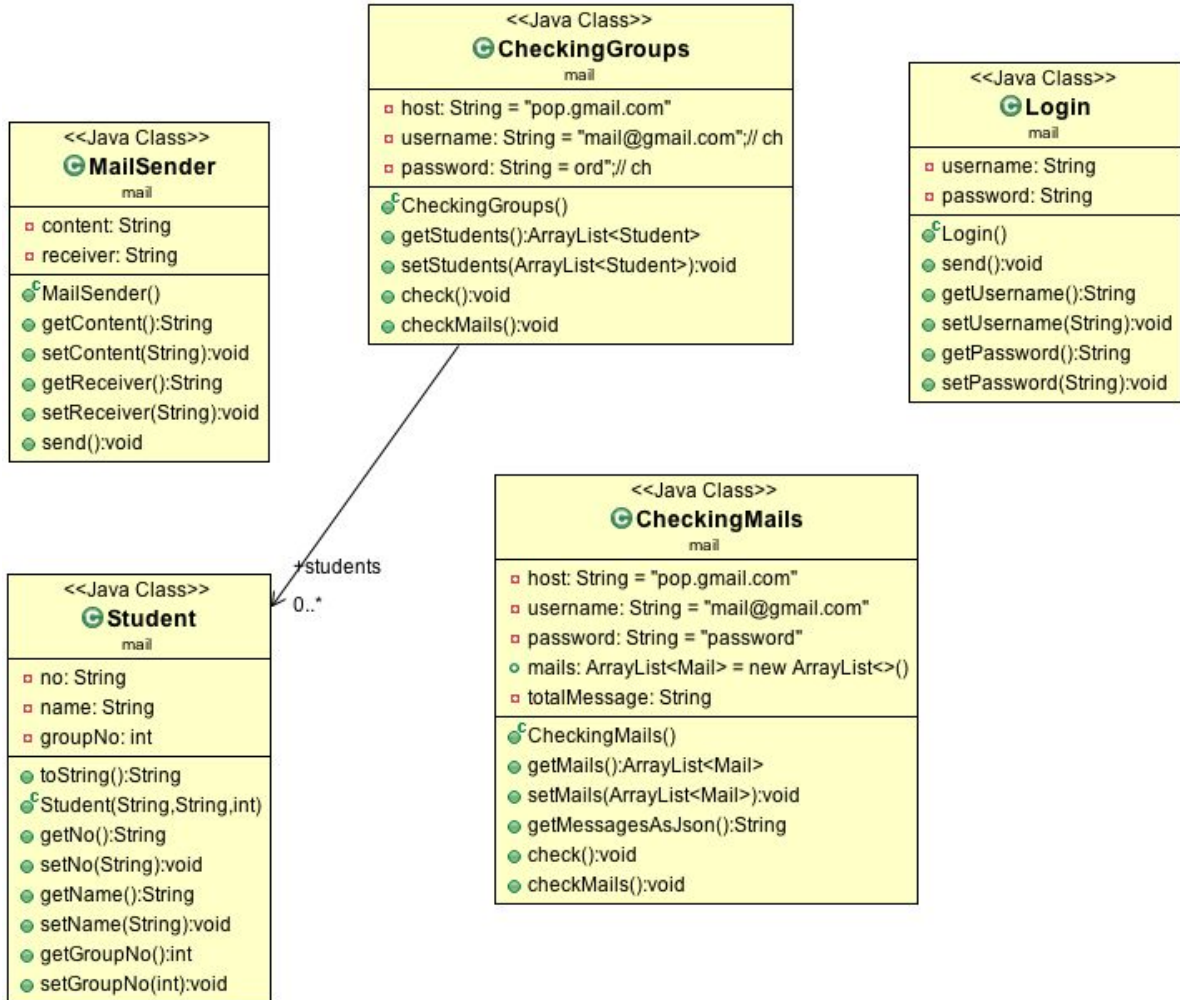 <<Java Class>>
CheckingGroups
mail
host: String = "pop.gmail.com"
username: String = "mail@gmail.com";// ch
password: String = ord";// ch
CheckingGroups()
getStudents():ArrayList<Student>
setStudents(ArrayList<Student>):void
check():void
checkMails():void
<<Java Class>>
Login
mail
username: String
password: String
Login()
send():void
getUsername():String
setUsername(String):void
getPassword():String
setPassword(String):void
<<Java Class>>
MailSender
mail
content: String
receiver: String
MailSender()
getContent():String
setContent(String):void
getReceiver():String
setReceiver(String):void
send():void
+students
0..*
<<Java Class>>
CheckingMails
mail
host: String = "pop.gmail.com"
username: String = "mail@gmail.com"
password: String = "password"
mails: ArrayList<Mail> = new ArrayList<>()
totalMessage: String
CheckingMails()
getMails():ArrayList<Mail>
setMails(ArrayList<Mail>):void
getMessagesAsJson():String
check():void
checkMails():void
<<Java Class>>
Student
mail
no: String
name: String
groupNo: int
toString():String
Student(String,String,int)
getNo():String
setNo(String):void
getName():String
setName(String):void
getGroupNo():int
setGroupNo(int):void